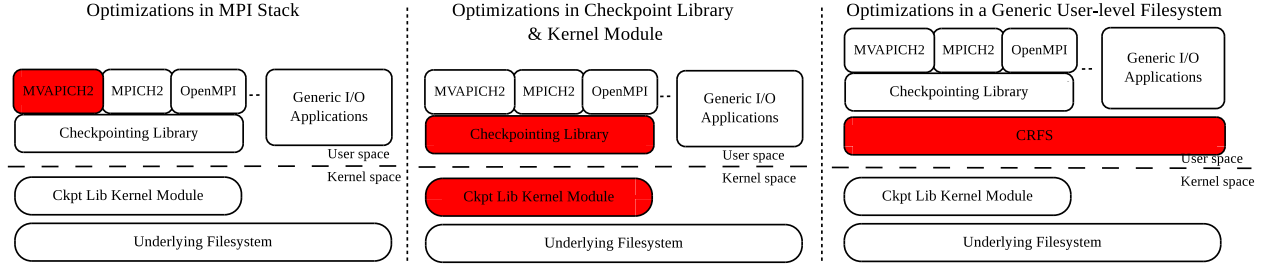 Optimizations in MPI Stack
MVAPICH2 MPICH2 OpenMPI
Generic I/O
Applications
Checkpointing Library
User space
Kernel space
Ckpt Lib Kernel Module
Underlying Filesystem
Optimizations in Checkpoint Library
& Kernel Module
MVAPICH2 MPICH2 OpenMPI
Generic I/O
Applications
Checkpointing Library
User space
Kernel space
Ckpt Lib Kernel Module
Underlying Filesystem
Optimizations in a Generic User-level Filesystem
MVAPICH2 MPICH2 OpenMPI
Generic I/O
Applications
Checkpointing Library
CRFS
User space
Kernel space
Ckpt Lib Kernel Module
Underlying Filesystem